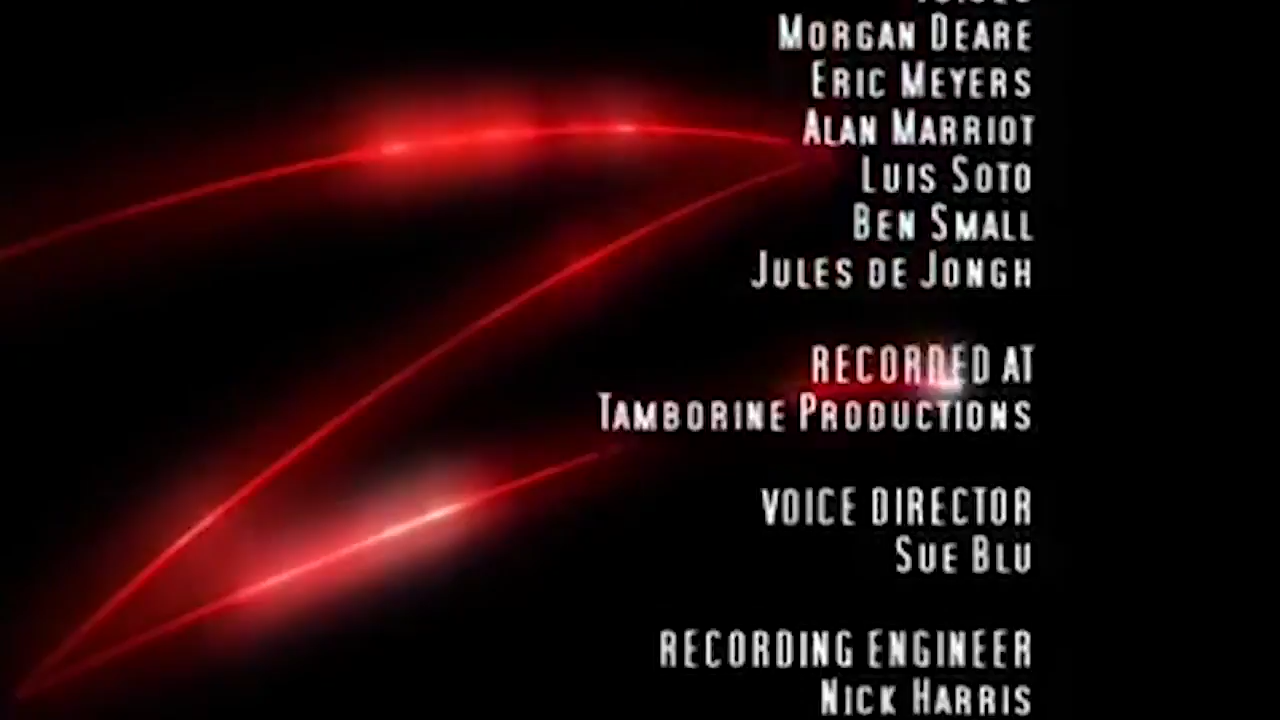 Morgan Deare
Eric Meyers
Alan Marriot
Luis Soto
Ben Small
Jules de Jongh
RECORDED AT
Tamborine Productions
VOICE DIRECTOR
Sue Blu
RECORDING ENGINEER
Nick Harris